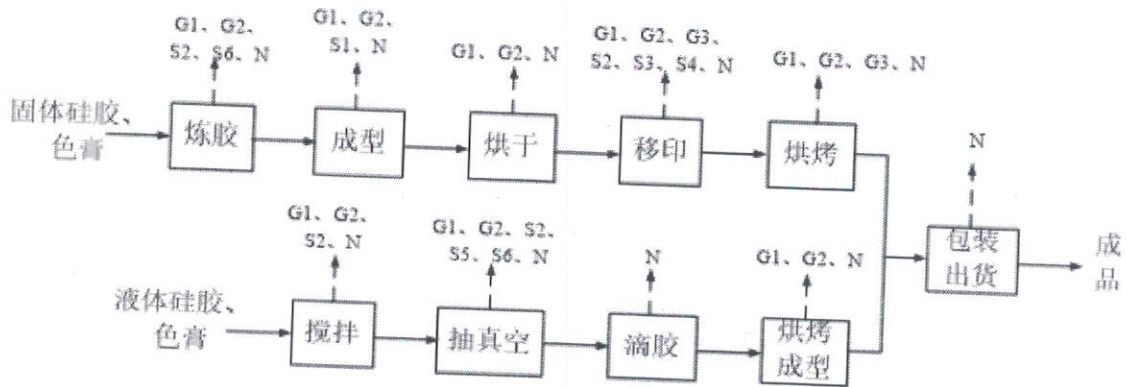 G1、G2、
S2、S6、N
G1、G2、
S1、N
G1、G2、N
G1、G2、G3、
S2、S3、S4、N
G1、G2、G3、N
固体硅胶、
色膏
炼胶
成型
烘干
移印
烘烤
N
G1、G2、
S2、N
G1、G2、S2、
S5、S6、N
N
G1、G2、N
包装
出货
成
品
液体硅胶、
色膏
搅拌
抽真空
滴胶
烘烤
成型